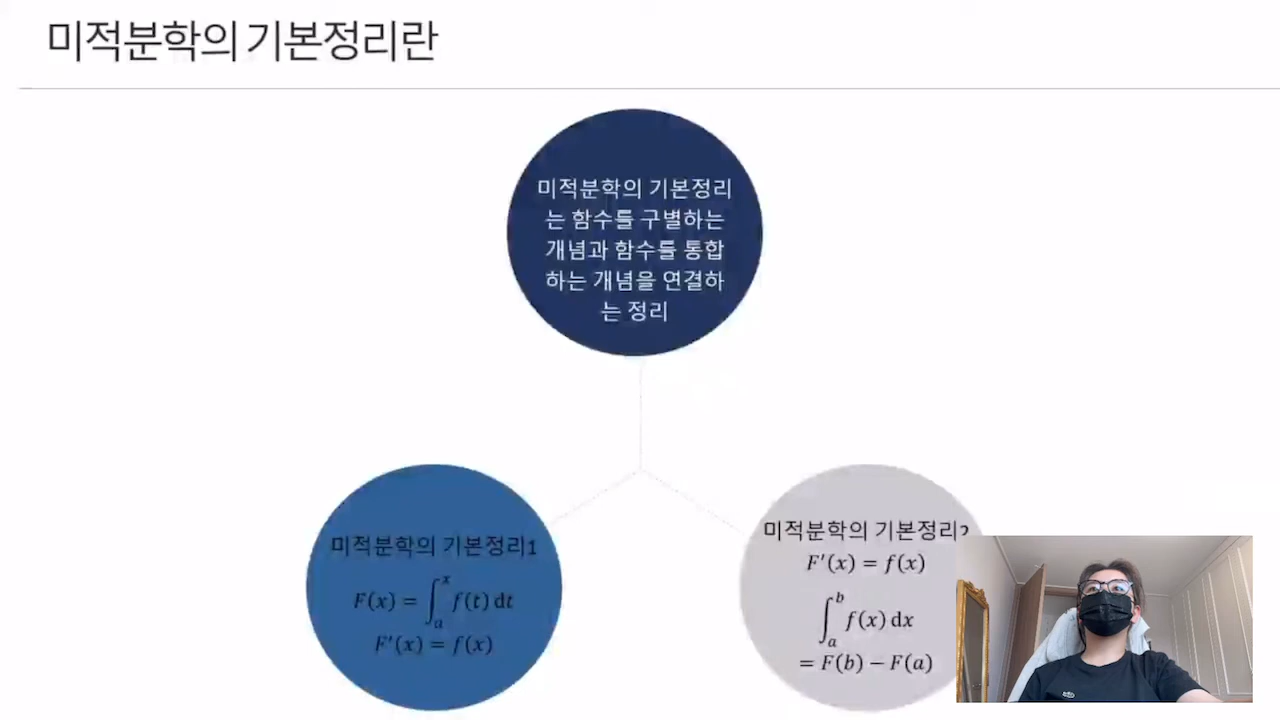 미적분학의 기본정리란
미적분학의 기본정리
는 함수를 구별하는
개념과 함수를 통합
하는 개념을 연결하
는 정리
미적분학의 기본정리1
F(x) = ∫ₐˣ f(t) dt
F′(x) = f(x)
미적분학의 기본정리2
F′(x) = f(x)
∫ₐᵇ f(x) dx
= F(b) − F(a)